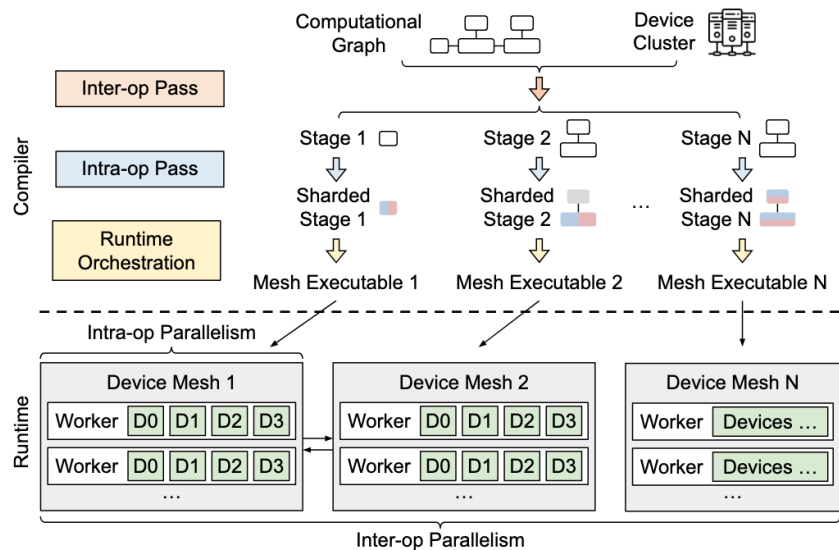 Computational
Graph
Device
Cluster
Compiler
Inter-op Pass
Stage 1
Stage 2
Stage N
Intra-op Pass
Sharded
Stage 1
Sharded
Stage 2
...
Sharded
Stage N
Runtime
Orchestration
Mesh Executable 1
Mesh Executable 2
Mesh Executable N
Intra-op Parallelism
Runtime
Device Mesh 1
Worker D0 D1 D2 D3
Worker D0 D1 D2 D3
...
Device Mesh 2
Worker D0 D1 D2 D3
Worker D0 D1 D2 D3
...
Device Mesh N
Worker Devices ...
Worker Devices ...
...
Inter-op Parallelism